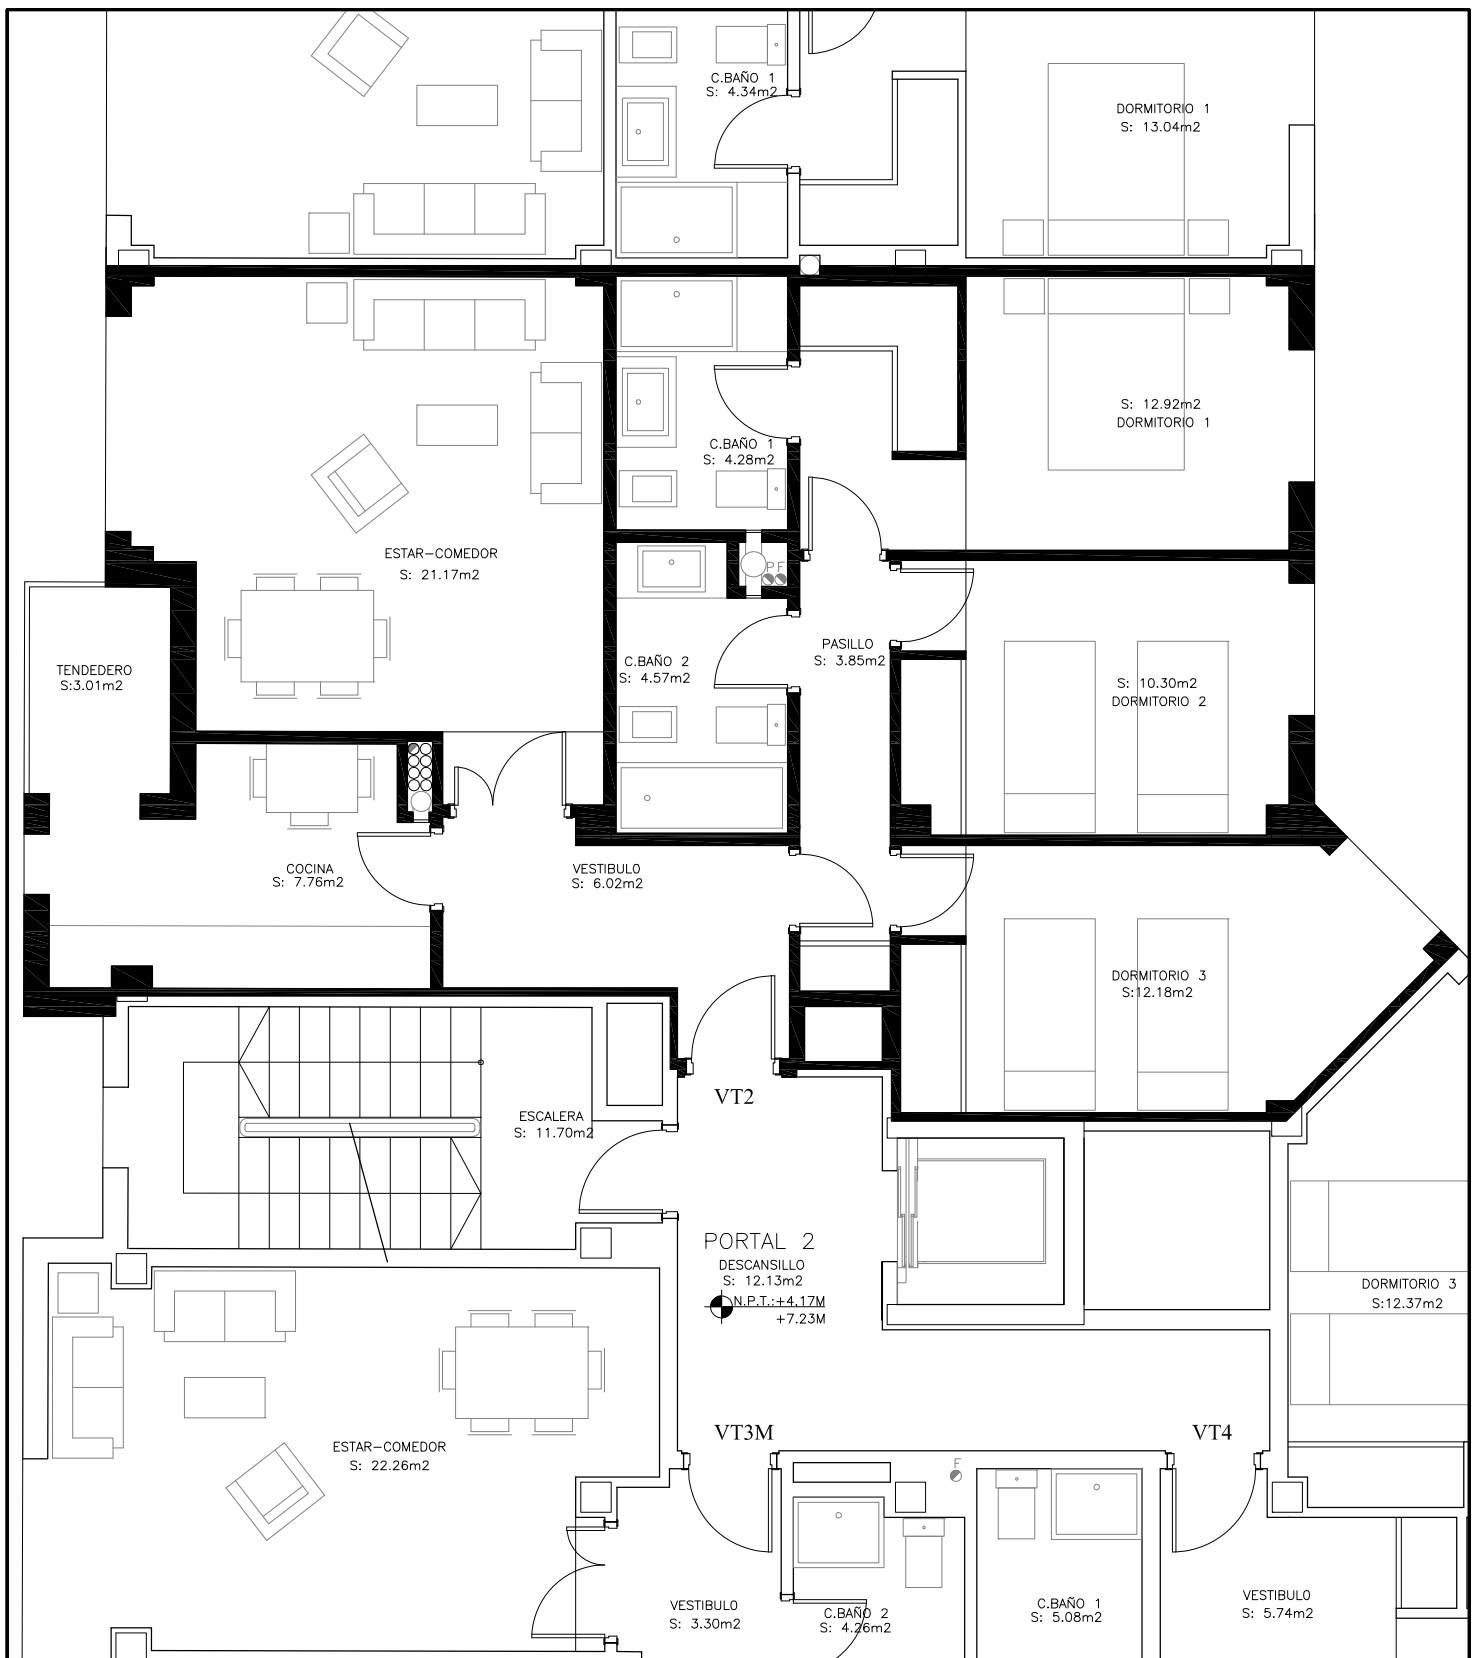 C.BAÑO 1
S: 4.34m2
DORMITORIO 1
S: 13.04m2
S: 12.92m2
DORMITORIO 1
C.BAÑO 1
S: 4.28m2
ESTAR-COMEDOR
S: 21.17m2
P F
TENDEDERO
S:3.01m2
C.BAÑO 2
S: 4.57m2
PASILLO
S: 3.85m2
S: 10.30m2
DORMITORIO 2
COCINA
S: 7.76m2
VESTIBULO
S: 6.02m2
DORMITORIO 3
S:12.18m2
VT2
ESCALERA
S: 11.70m2
PORTAL 2
DESCANSILLO
S: 12.13m2
N.P.T.:+4.17M
+7.23M
DORMITORIO 3
S:12.37m2
VT3M
VT4
ESTAR-COMEDOR
S: 22.26m2
F
VESTIBULO
S: 3.30m2
C.BAÑO 2
S: 4.26m2
C.BAÑO 1
S: 5.08m2
VESTIBULO
S: 5.74m2